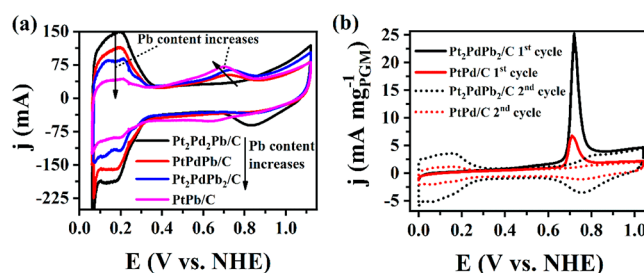 (a)
150
75
0
-75
-150
-225
j (mA)
Pb content increases
Pt₂Pd₂Pb/C
PtPdPb/C
Pt₂PdPb₂/C
PtPb/C
Pb content
increases
0.0 0.2 0.4 0.6 0.8 1.0
E (V vs. NHE)
(b)
25
20
15
10
5
0
-5
j (mA mg⁻¹PGM)
Pt₂PdPb₂/C 1ˢᵗ cycle
PtPd/C 1ˢᵗ cycle
Pt₂PdPb₂/C 2ⁿᵈ cycle
PtPd/C 2ⁿᵈ cycle
0.0 0.2 0.4 0.6 0.8 1.0
E (V vs. NHE)